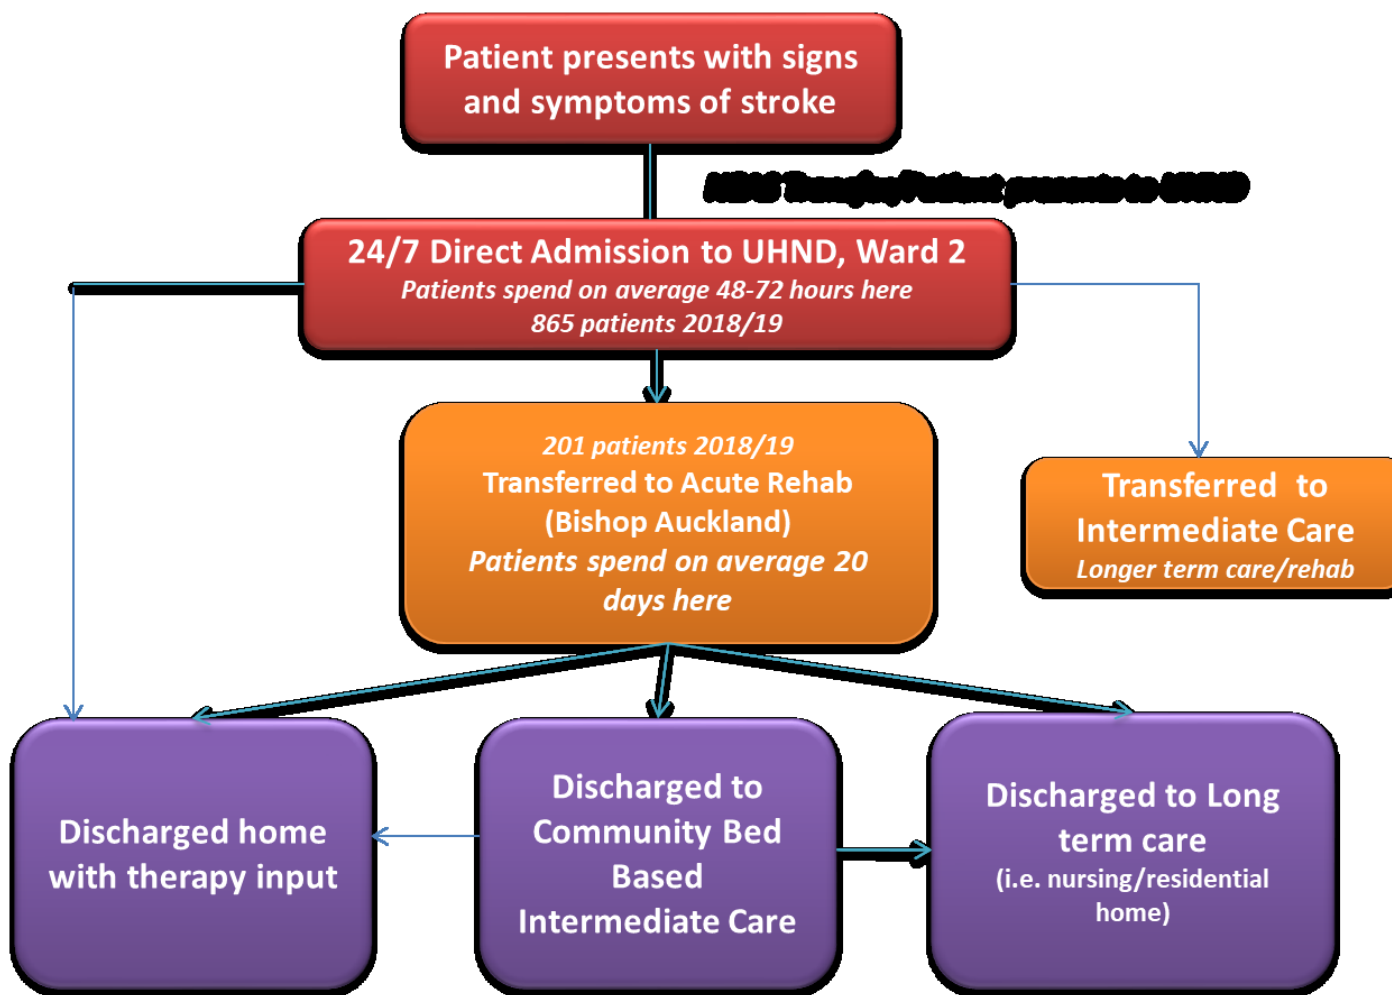 Patient presents with signs
and symptoms of stroke
Patient presents to
24/7 Direct Admission to UHND, Ward 2
Patients spend on average 48-72 hours here
865 patients 2018/19
201 patients 2018/19
Transferred to Acute Rehab
(Bishop Auckland)
Patients spend on average 20
days here
Transferred to
Intermediate Care
Longer term care/rehab
Discharged home
with therapy input
Discharged to
Community Bed
Based
Intermediate Care
Discharged to Long
term care
(i.e. nursing/residential
home)